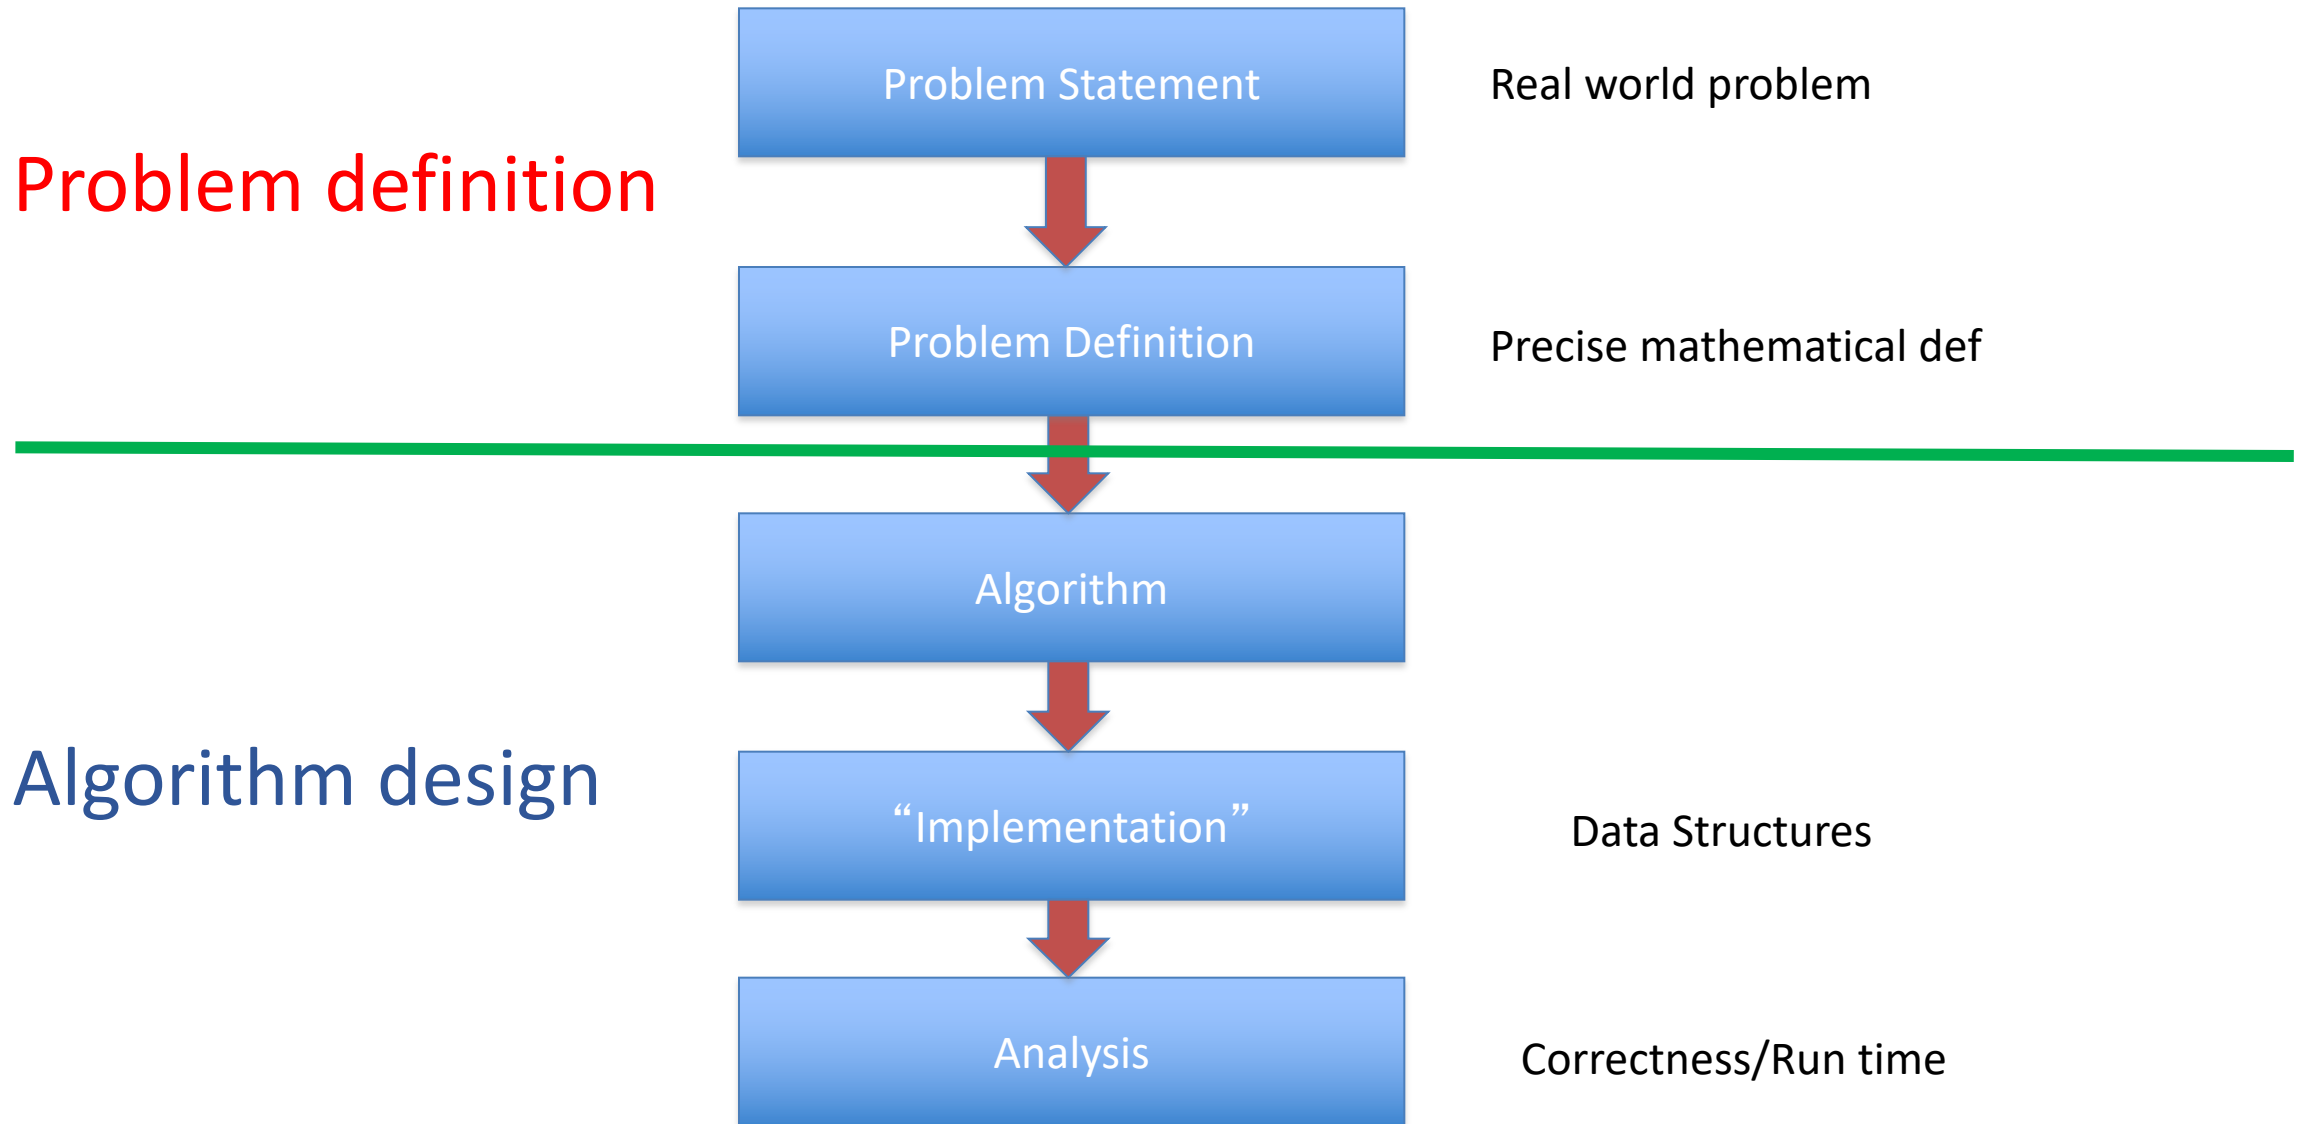 Problem Statement
Real world problem
Problem definition
Problem Definition
Precise mathematical def
Algorithm
Algorithm design
“Implementation”
Data Structures
Analysis
Correctness/Run time